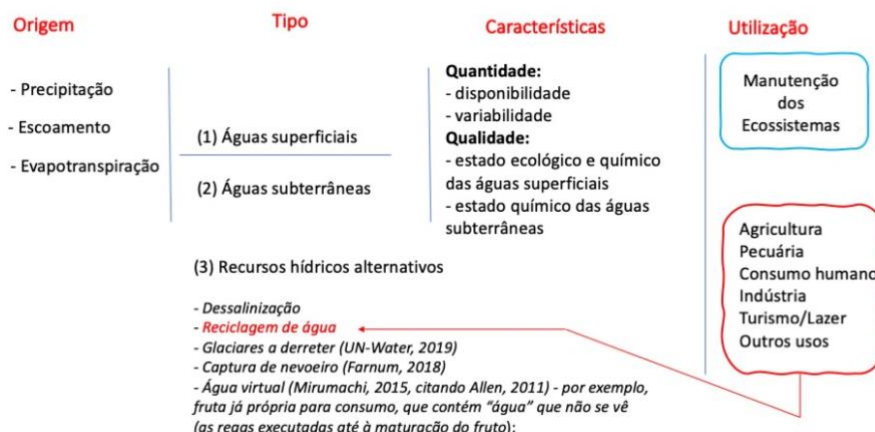 Origem
Tipo
Características
Utilização
- Precipitação
- Escoamento
- Evapotranspiração
(1) Águas superficiais
(2) Águas subterrâneas
Quantidade:
- disponibilidade
- variabilidade
Qualidade:
- estado ecológico e químico
das águas superficiais
- estado químico das águas
subterrâneas
Manutenção
dos
Ecossistemas
Agricultura
Pecuária
Consumo humano
Indústria
Turismo/Lazer
Outros usos
(3) Recursos hídricos alternativos
- Dessalinização
- Reciclagem de água
- Glaciares a derreter (UN-Water, 2019)
- Captura de nevoeiro (Farnum, 2018)
- Água virtual (Mirumachi, 2015, citando Allen, 2011) - por exemplo,
fruta já própria para consumo, que contém “água” que não se vê
(as regas executadas até à maturação do fruto);